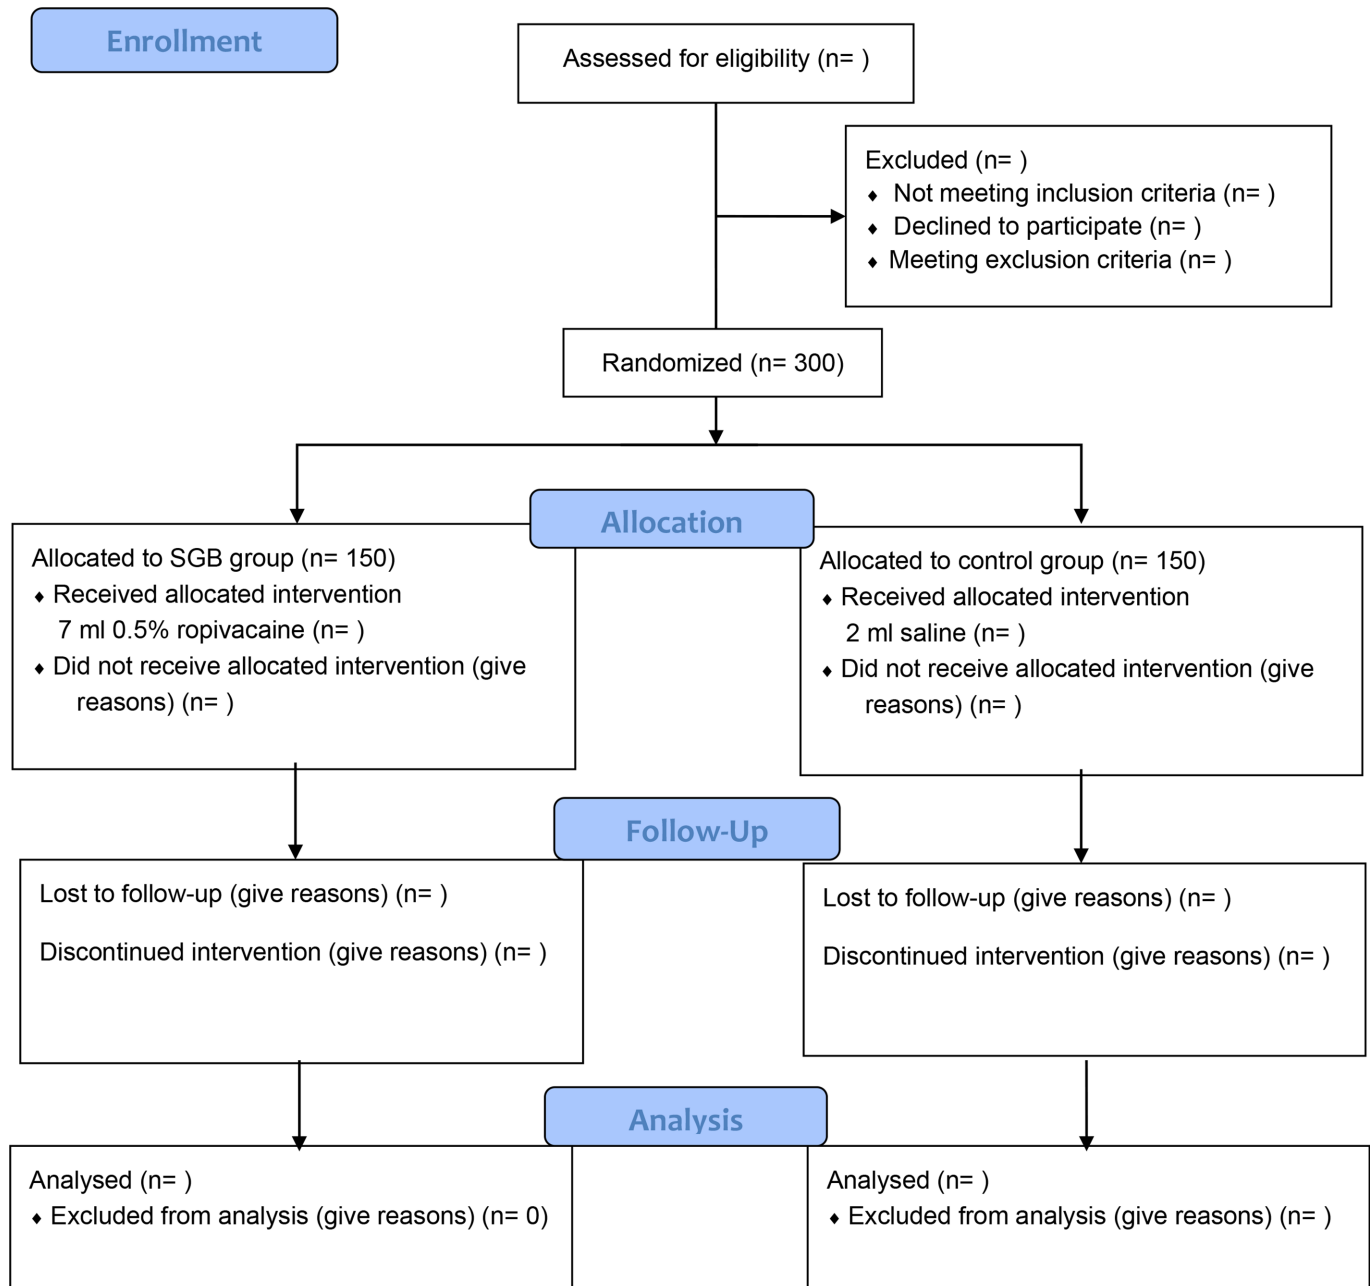 Enrollment
Assessed for eligibility (n= )
Excluded (n= )
⬧ Not meeting inclusion criteria (n= )
⬧ Declined to participate (n= )
⬧ Meeting exclusion criteria (n= )
Randomized (n= 300)
Allocation
Allocated to SGB group (n= 150)
⬧ Received allocated intervention
7 ml 0.5% ropivacaine (n= )
⬧ Did not receive allocated intervention (give
reasons) (n= )
Allocated to control group (n= 150)
⬧ Received allocated intervention
2 ml saline (n= )
⬧ Did not receive allocated intervention (give
reasons) (n= )
Follow-Up
Lost to follow-up (give reasons) (n= )
Discontinued intervention (give reasons) (n= )
Lost to follow-up (give reasons) (n= )
Discontinued intervention (give reasons) (n= )
Analysis
Analysed (n= )
⬧ Excluded from analysis (give reasons) (n= 0)
Analysed (n= )
⬧ Excluded from analysis (give reasons) (n= )